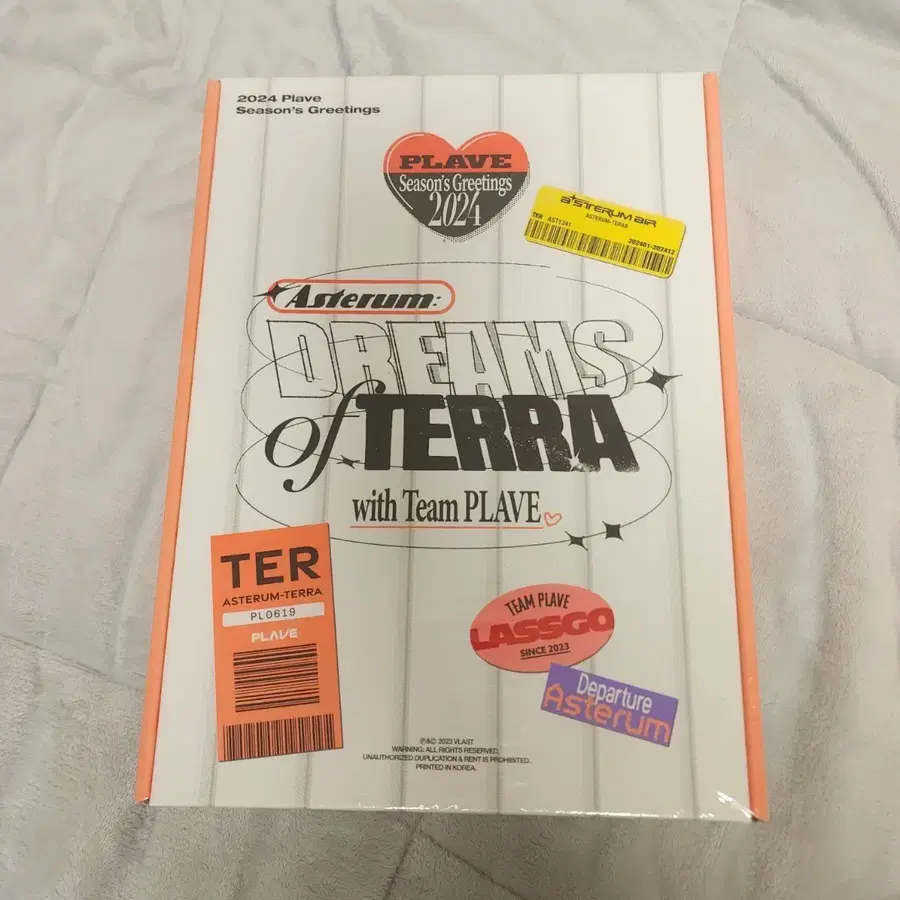 2024 Plave
Season's Greetings
PLAVE
Season's Greetings
2024
asterum air
ASTERUM-TERRA
TER AST1341
202401-202412
Asterum:
DREAMS
of TERRA
with Team PLAVE
TER
ASTERUM-TERRA
PL0619
PLAVE
TEAM PLAVE
LASSGO
SINCE 2023
Departure
Asterum
℗&© 2023 VLAST
WARNING: ALL RIGHTS RESERVED.
UNAUTHORIZED DUPLICATION & RENT IS PROHIBITED.
PRINTED IN KOREA.